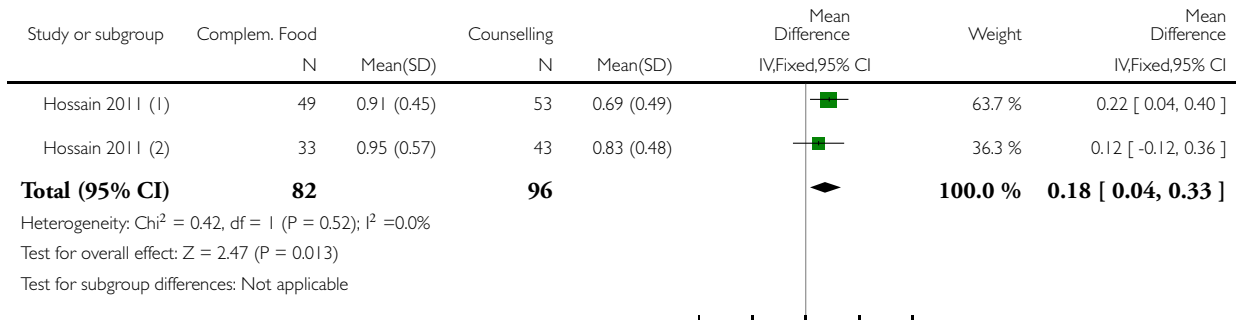 Study or subgroup Complem. Food Counselling Mean Difference Weight Mean Difference
N Mean(SD) N Mean(SD) IV,Fixed,95% CI IV,Fixed,95% CI
Hossain 2011 (1) 49 0.91 (0.45) 53 0.69 (0.49) 63.7 % 0.22 [ 0.04, 0.40 ]
Hossain 2011 (2) 33 0.95 (0.57) 43 0.83 (0.48) 36.3 % 0.12 [ -0.12, 0.36 ]
Total (95% CI) 82 96 100.0 % 0.18 [ 0.04, 0.33 ]
Heterogeneity: Chi² = 0.42, df = 1 (P = 0.52); I² =0.0%
Test for overall effect: Z = 2.47 (P = 0.013)
Test for subgroup differences: Not applicable